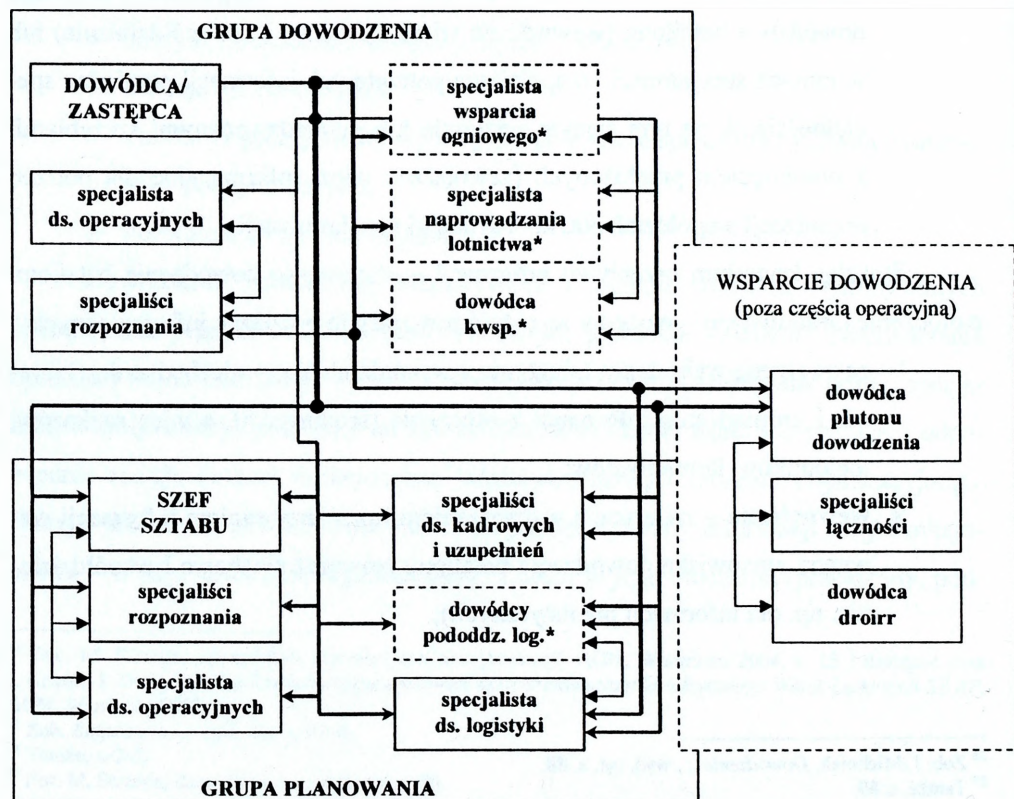 GRUPA DOWODZENIA
DOWÓDCA/
ZASTĘPCA
specjalista
wsparcia
ogniowego*
specjalista
ds. operacyjnych
specjalista
naprowadzania
lotnictwa*
specjaliści
rozpoznania
dowódca
kwsp.*
WSPARCIE DOWODZENIA
(poza częścią operacyjną)
dowódca
plutonu
dowodzenia
specjaliści
łączności
dowódca
droirr
SZEF
SZTABU
specjaliści
ds. kadrowych
i uzupełnień
specjaliści
rozpoznania
dowódcy
pododdz. log.*
specjalista
ds. operacyjnych
specjalista
ds. logistyki
GRUPA PLANOWANIA